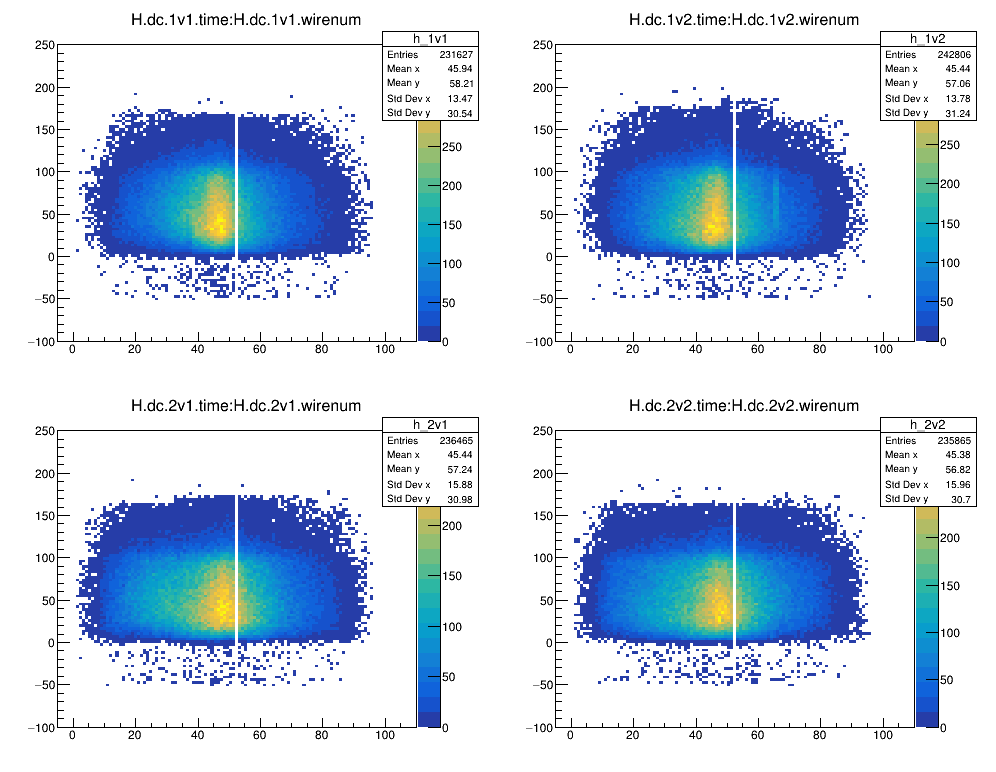 H.dc.1v1.time:H.dc.1v1.wirenum
h_1v1
Entries 231627
Mean x 45.94
Mean y 58.21
Std Dev x 13.47
Std Dev y 30.54
250
200
150
100
50
0
−50
−100
0 20 40 60 80 100
250
200
150
100
50
0
H.dc.1v2.time:H.dc.1v2.wirenum
h_1v2
Entries 242806
Mean x 45.44
Mean y 57.06
Std Dev x 13.78
Std Dev y 31.24
250
200
150
100
50
0
−50
−100
0 20 40 60 80 100
250
200
150
100
50
0
H.dc.2v1.time:H.dc.2v1.wirenum
h_2v1
Entries 236465
Mean x 45.44
Mean y 57.24
Std Dev x 15.88
Std Dev y 30.98
250
200
150
100
50
0
−50
−100
0 20 40 60 80 100
200
150
100
50
0
H.dc.2v2.time:H.dc.2v2.wirenum
h_2v2
Entries 235865
Mean x 45.38
Mean y 56.82
Std Dev x 15.96
Std Dev y 30.7
250
200
150
100
50
0
−50
−100
0 20 40 60 80 100
200
150
100
50
0